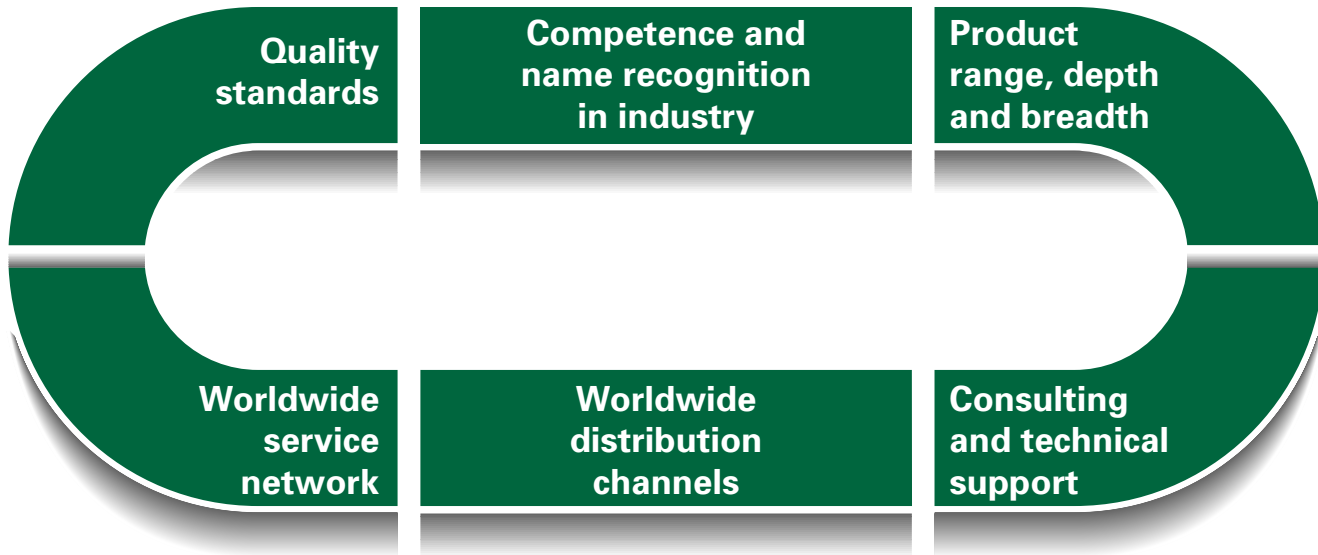 Quality
standards
Competence and
name recognition
in industry
Product
range, depth
and breadth
Worldwide
service
network
Worldwide
distribution
channels
Consulting
and technical
support